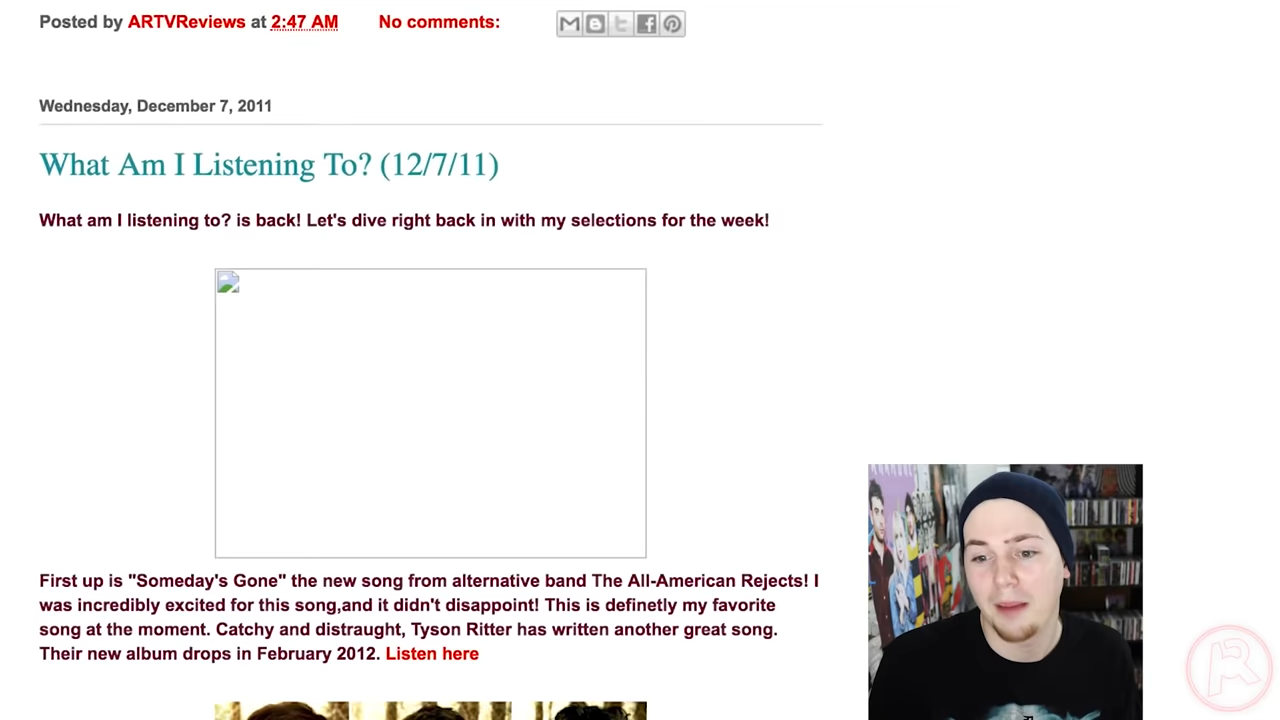 Posted by ARTVReviews at 2:47 AM No comments:
Wednesday, December 7, 2011
What Am I Listening To? (12/7/11)
What am I listening to? is back! Let's dive right back in with my selections for the week!
First up is "Someday's Gone" the new song from alternative band The All-American Rejects! I
was incredibly excited for this song,and it didn't disappoint! This is definetly my favorite
song at the moment. Catchy and distraught, Tyson Ritter has written another great song.
Their new album drops in February 2012. Listen here